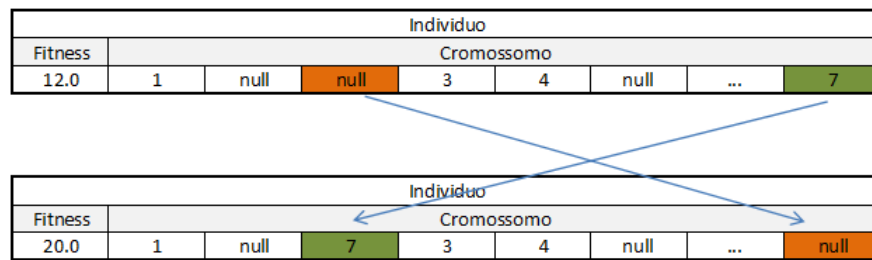 Individuo
Fitness Cromossomo
12.0 1 null null 3 4 null ... 7
Individuo
Fitness Cromossomo
20.0 1 null 7 3 4 null ... null